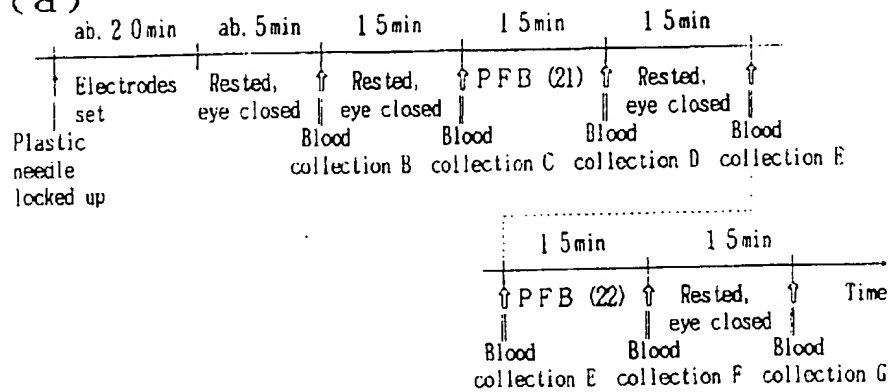 (a)
ab. 20min ab. 5min 15min 15min 15min
Electrodes set Rested, eye closed Rested, eye closed PFB (21) Rested, eye closed
Plastic needle locked up
Blood collection B Blood collection C Blood collection D Blood collection E
15min 15min
PFB (22) Rested, eye closed Time
Blood collection E Blood collection F Blood collection G